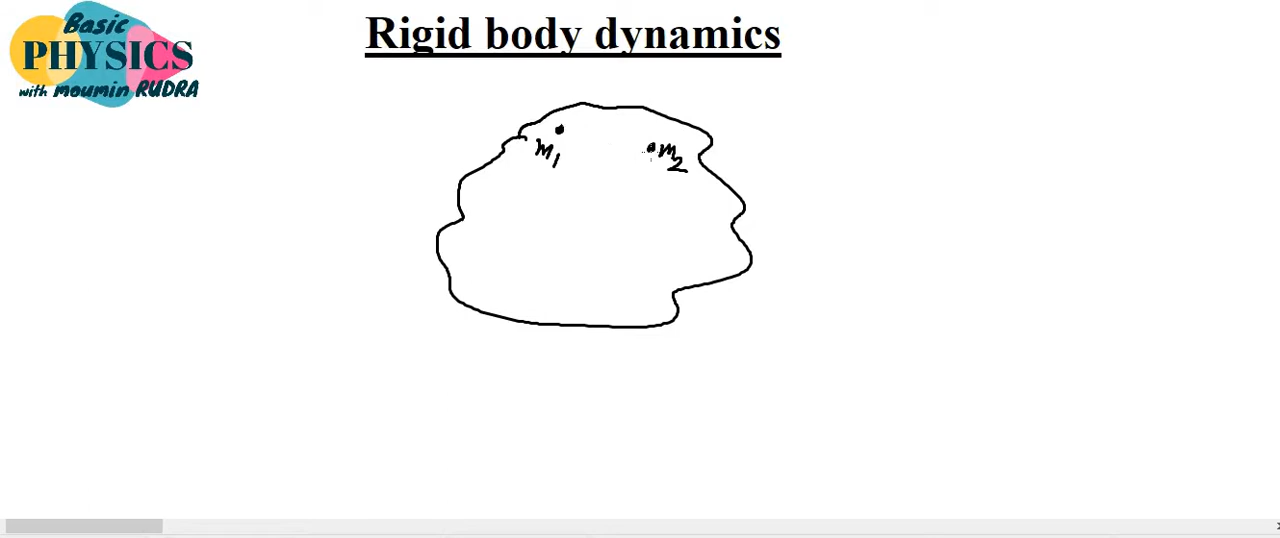 Basic
PHYSICS
with moumin RUDRA
Rigid body dynamics
m1
m2